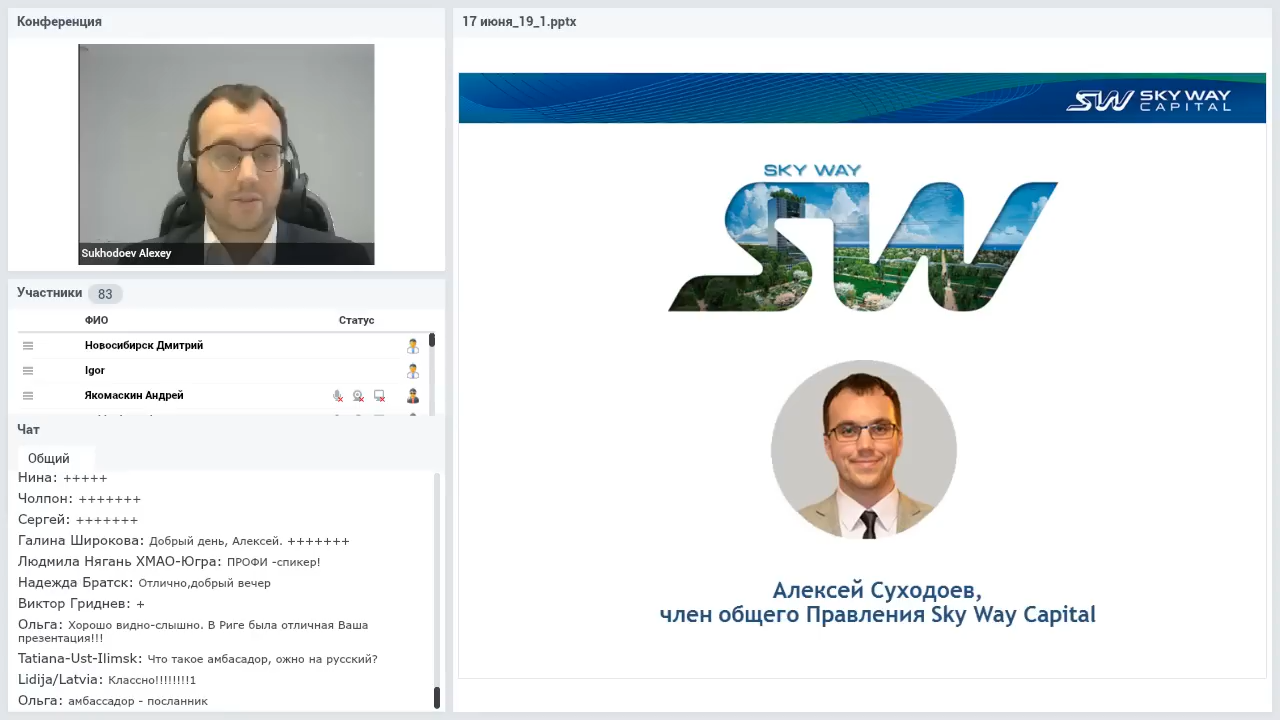 Конференция
Sukhodoev Alexey
Участники 83
ФИО Статус
Новосибирск Дмитрий
Igor
Якомаскин Андрей
Чат
Общий
Нина: +++++
Чолпон: +++++++
Сергей: +++++++
Галина Широкова: Добрый день, Алексей. +++++++
Людмила Нягань ХМАО-Югра: ПРОФИ -спикер!
Надежда Братск: Отлично,добрый вечер
Виктор Гриднев: +
Ольга: Хорошо видно-слышно. В Риге была отличная Ваша
презентация!!!
Tatiana-Ust-Ilimsk: Что такое амбасадор, ожно на русский?
Lidija/Latvia: Классно!!!!!!!!1
Ольга: амбассадор - посланник
17 июня_19_1.pptx
SW SKY WAY
CAPITAL
SKY WAY
SW
Алексей Суходоев,
член общего Правления Sky Way Capital